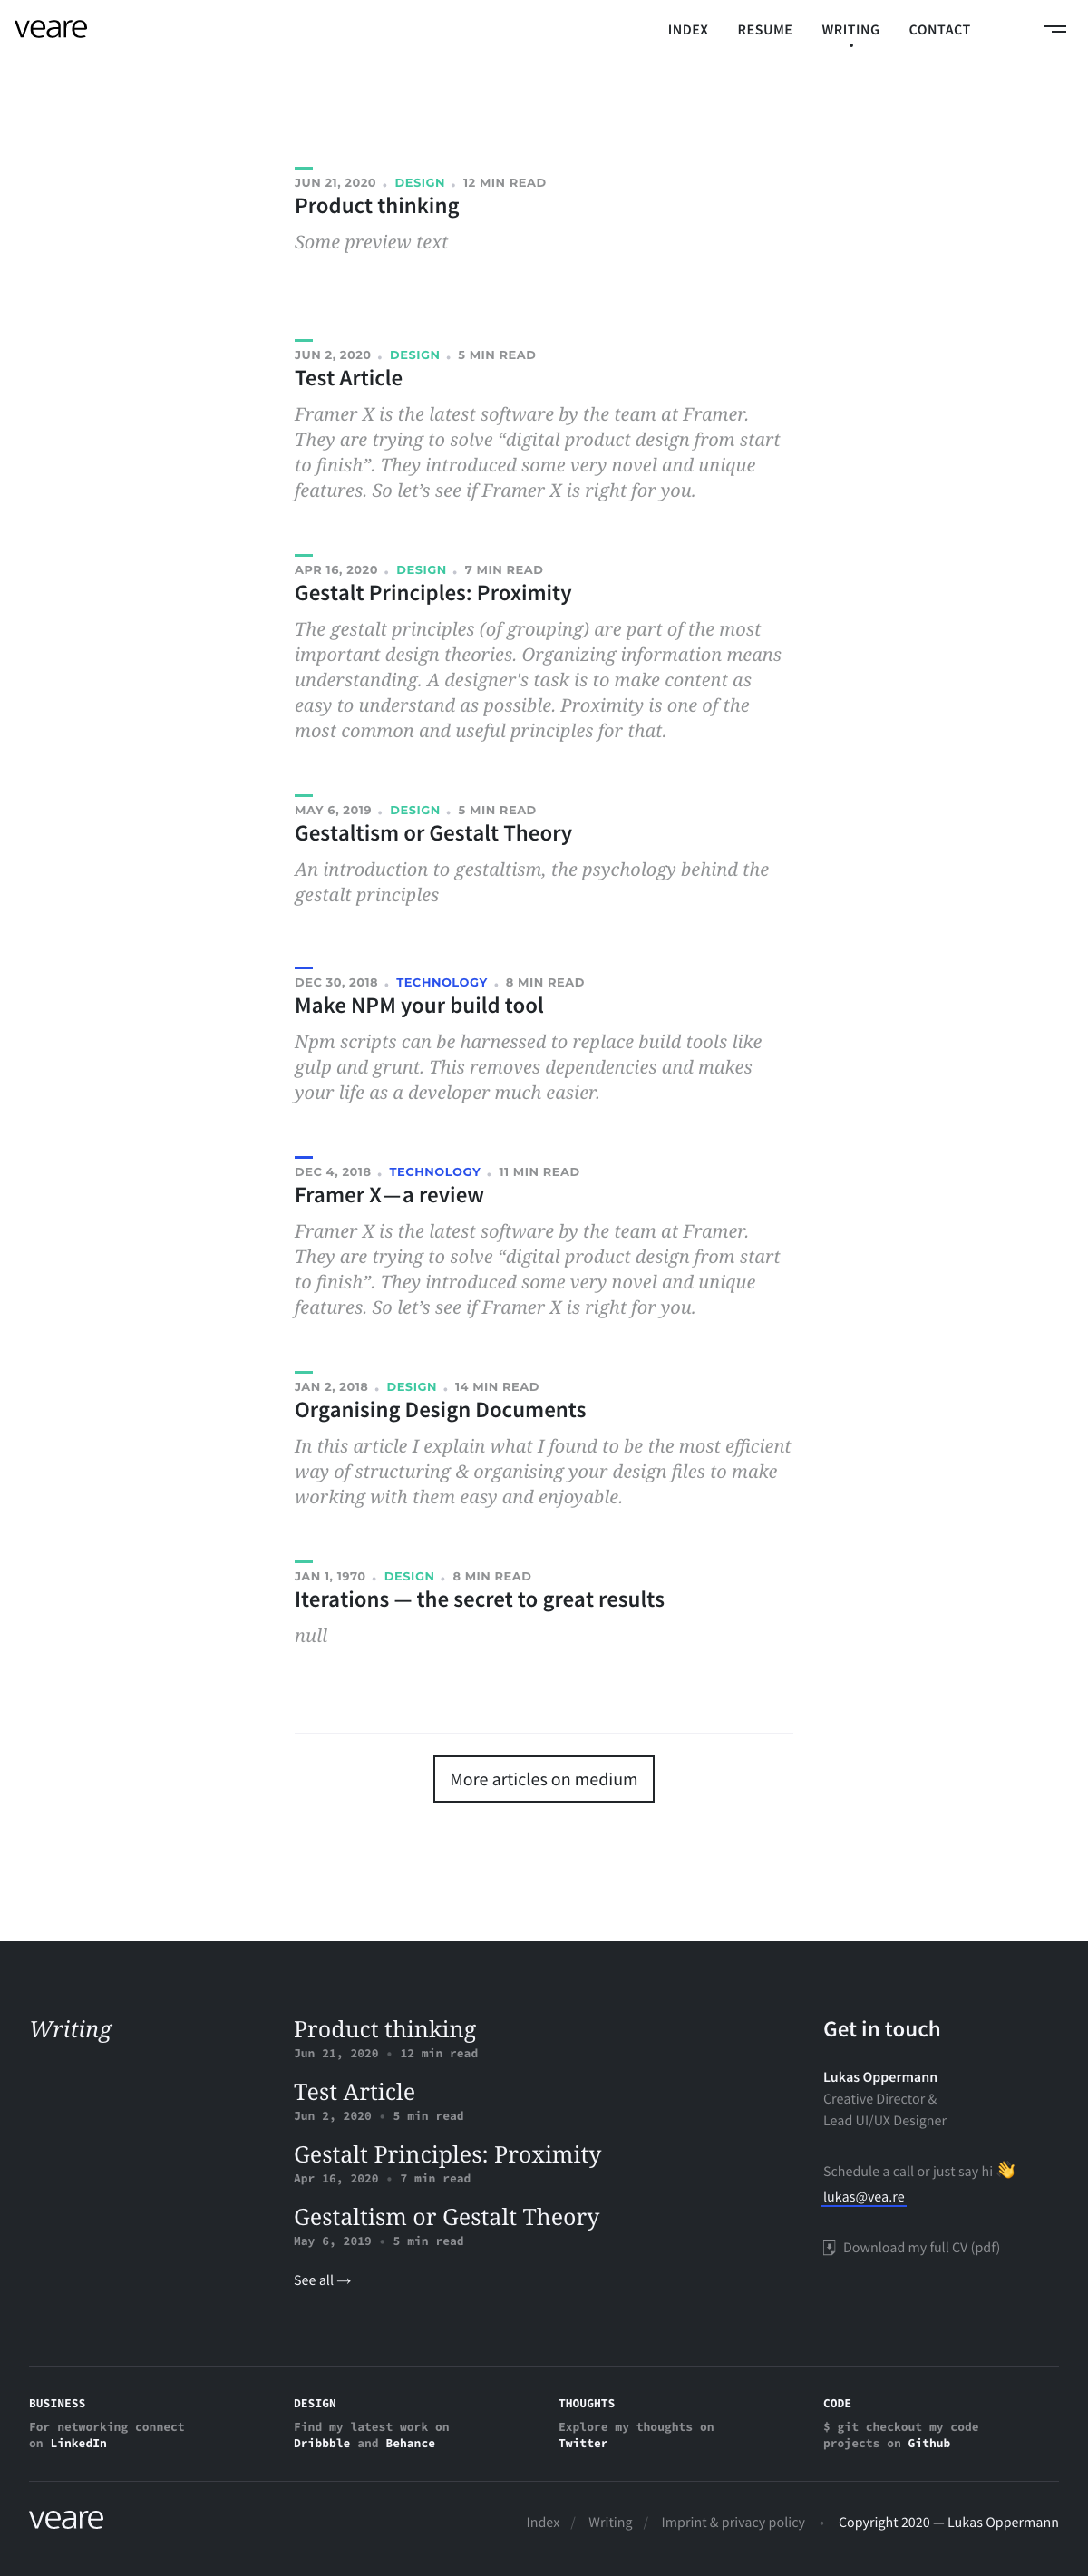 veare
INDEX RESUME WRITING CONTACT
JUN 21, 2020 • DESIGN • 12 MIN READ
Product thinking
Some preview text
JUN 2, 2020 • DESIGN • 5 MIN READ
Test Article
Framer X is the latest software by the team at Framer.
They are trying to solve “digital product design from start
to finish”. They introduced some very novel and unique
features. So let’s see if Framer X is right for you.
APR 16, 2020 • DESIGN • 7 MIN READ
Gestalt Principles: Proximity
The gestalt principles (of grouping) are part of the most
important design theories. Organizing information means
understanding. A designer's task is to make content as
easy to understand as possible. Proximity is one of the
most common and useful principles for that.
MAY 6, 2019 • DESIGN • 5 MIN READ
Gestaltism or Gestalt Theory
An introduction to gestaltism, the psychology behind the
gestalt principles
DEC 30, 2018 • TECHNOLOGY • 8 MIN READ
Make NPM your build tool
Npm scripts can be harnessed to replace build tools like
gulp and grunt. This removes dependencies and makes
your life as a developer much easier.
DEC 4, 2018 • TECHNOLOGY • 11 MIN READ
Framer X—a review
Framer X is the latest software by the team at Framer.
They are trying to solve “digital product design from start
to finish”. They introduced some very novel and unique
features. So let’s see if Framer X is right for you.
JAN 2, 2018 • DESIGN • 14 MIN READ
Organising Design Documents
In this article I explain what I found to be the most efficient
way of structuring & organising your design files to make
working with them easy and enjoyable.
JAN 1, 1970 • DESIGN • 8 MIN READ
Iterations — the secret to great results
null
More articles on medium
Writing
Product thinking
Jun 21, 2020 • 12 min read
Test Article
Jun 2, 2020 • 5 min read
Gestalt Principles: Proximity
Apr 16, 2020 • 7 min read
Gestaltism or Gestalt Theory
May 6, 2019 • 5 min read
See all →
Get in touch
Lukas Oppermann
Creative Director &
Lead UI/UX Designer
Schedule a call or just say hi 👋
lukas@vea.re
Download my full CV (pdf)
BUSINESS
For networking connect
on LinkedIn
DESIGN
Find my latest work on
Dribbble and Behance
THOUGHTS
Explore my thoughts on
Twitter
CODE
$ git checkout my code
projects on Github
veare
Index / Writing / Imprint & privacy policy • Copyright 2020 — Lukas Oppermann